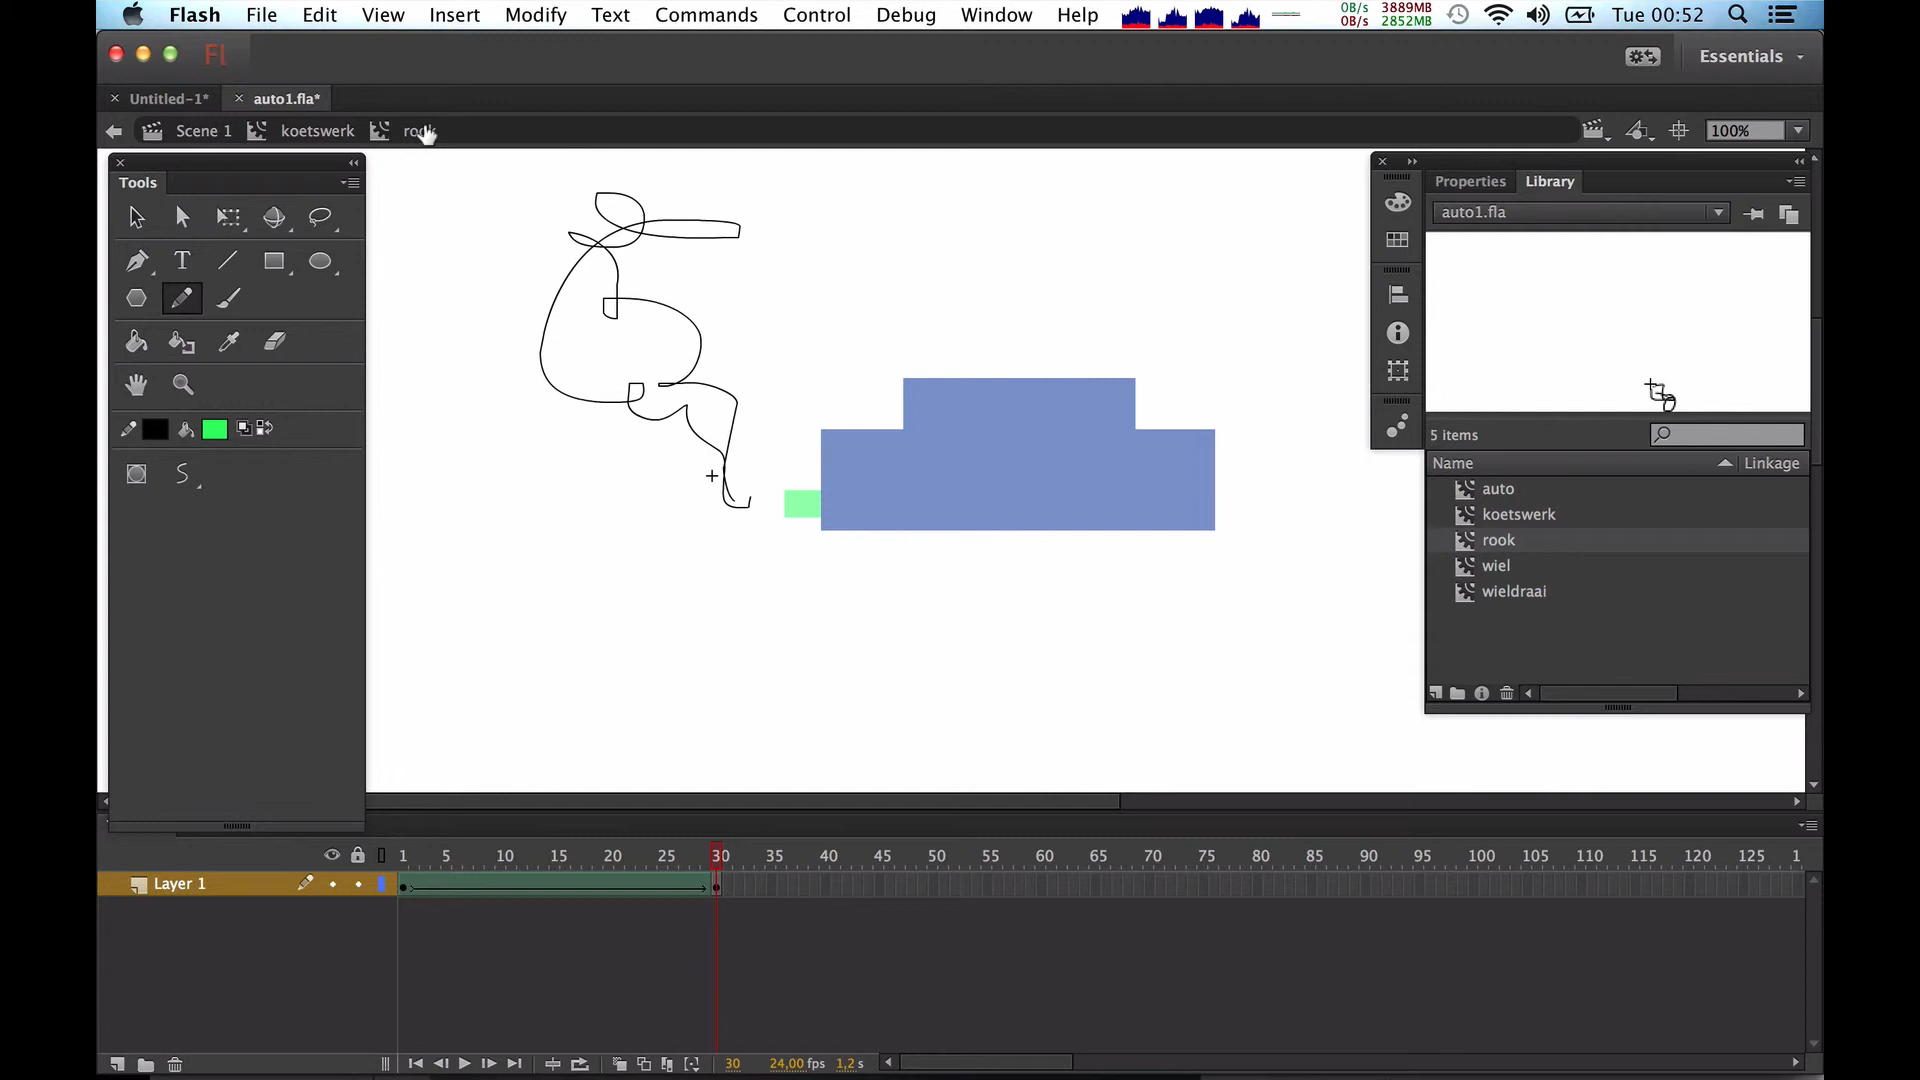 Flash File Edit View Insert Modify Text Commands Control Debug Window Help 0B/s 3889MB Tue 00:52
0B/s 2852MB
Fl Essentials
Untitled-1* auto1.fla*
Scene 1 koetswerk rook 100%
Tools
Properties Library
auto1.fla
T
5 items
Name Linkage
auto
koetswerk
rook
wiel
wieldraai
1 5 10 15 20 25 30 35 40 45 50 55 60 65 70 75 80 85 90 95 100 105 110 115 120 125 1
Layer 1
30 24,00 fps 1,2 s